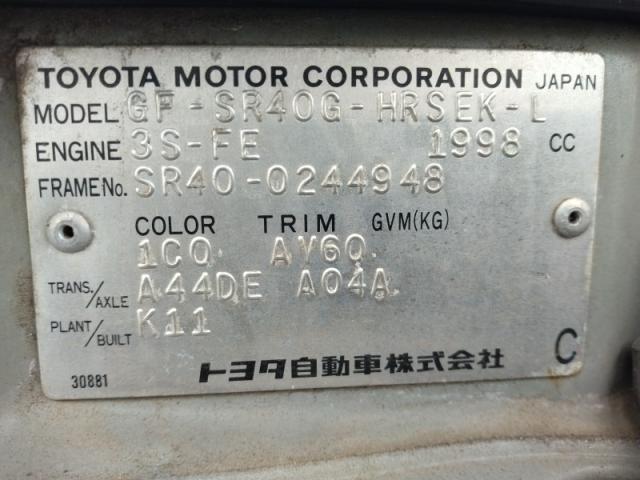 TOYOTA MOTOR CORPORATION JAPAN
MODEL GF-SR40G-HRSEK-L
ENGINE 3S-FE 1998 CC
FRAME No. SR40-0244948
COLOR TRIM GVM(KG)
1C0 AY60
TRANS./AXLE A44DE A04A
PLANT/BUILT K11
トヨタ自動車株式会社 C
30881